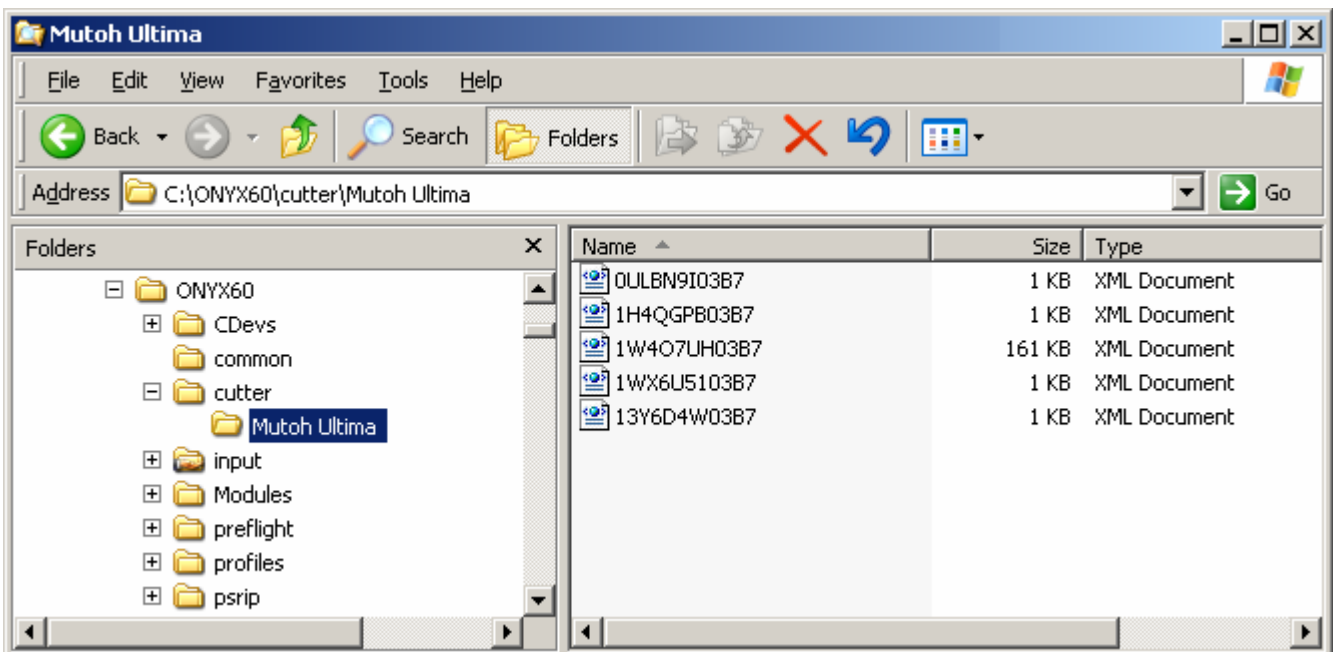 Mutoh Ultima
File Edit View Favorites Tools Help
Back Search Folders
Address C:\ONYX60\cutter\Mutoh Ultima Go
Folders
ONYX60
CDevs
common
cutter
Mutoh Ultima
input
Modules
preflight
profiles
psrip
Name Size Type
0ULBN9I03B7 1 KB XML Document
1H4QGPB03B7 1 KB XML Document
1W4O7UH03B7 161 KB XML Document
1WX6U5103B7 1 KB XML Document
13Y6D4W03B7 1 KB XML Document